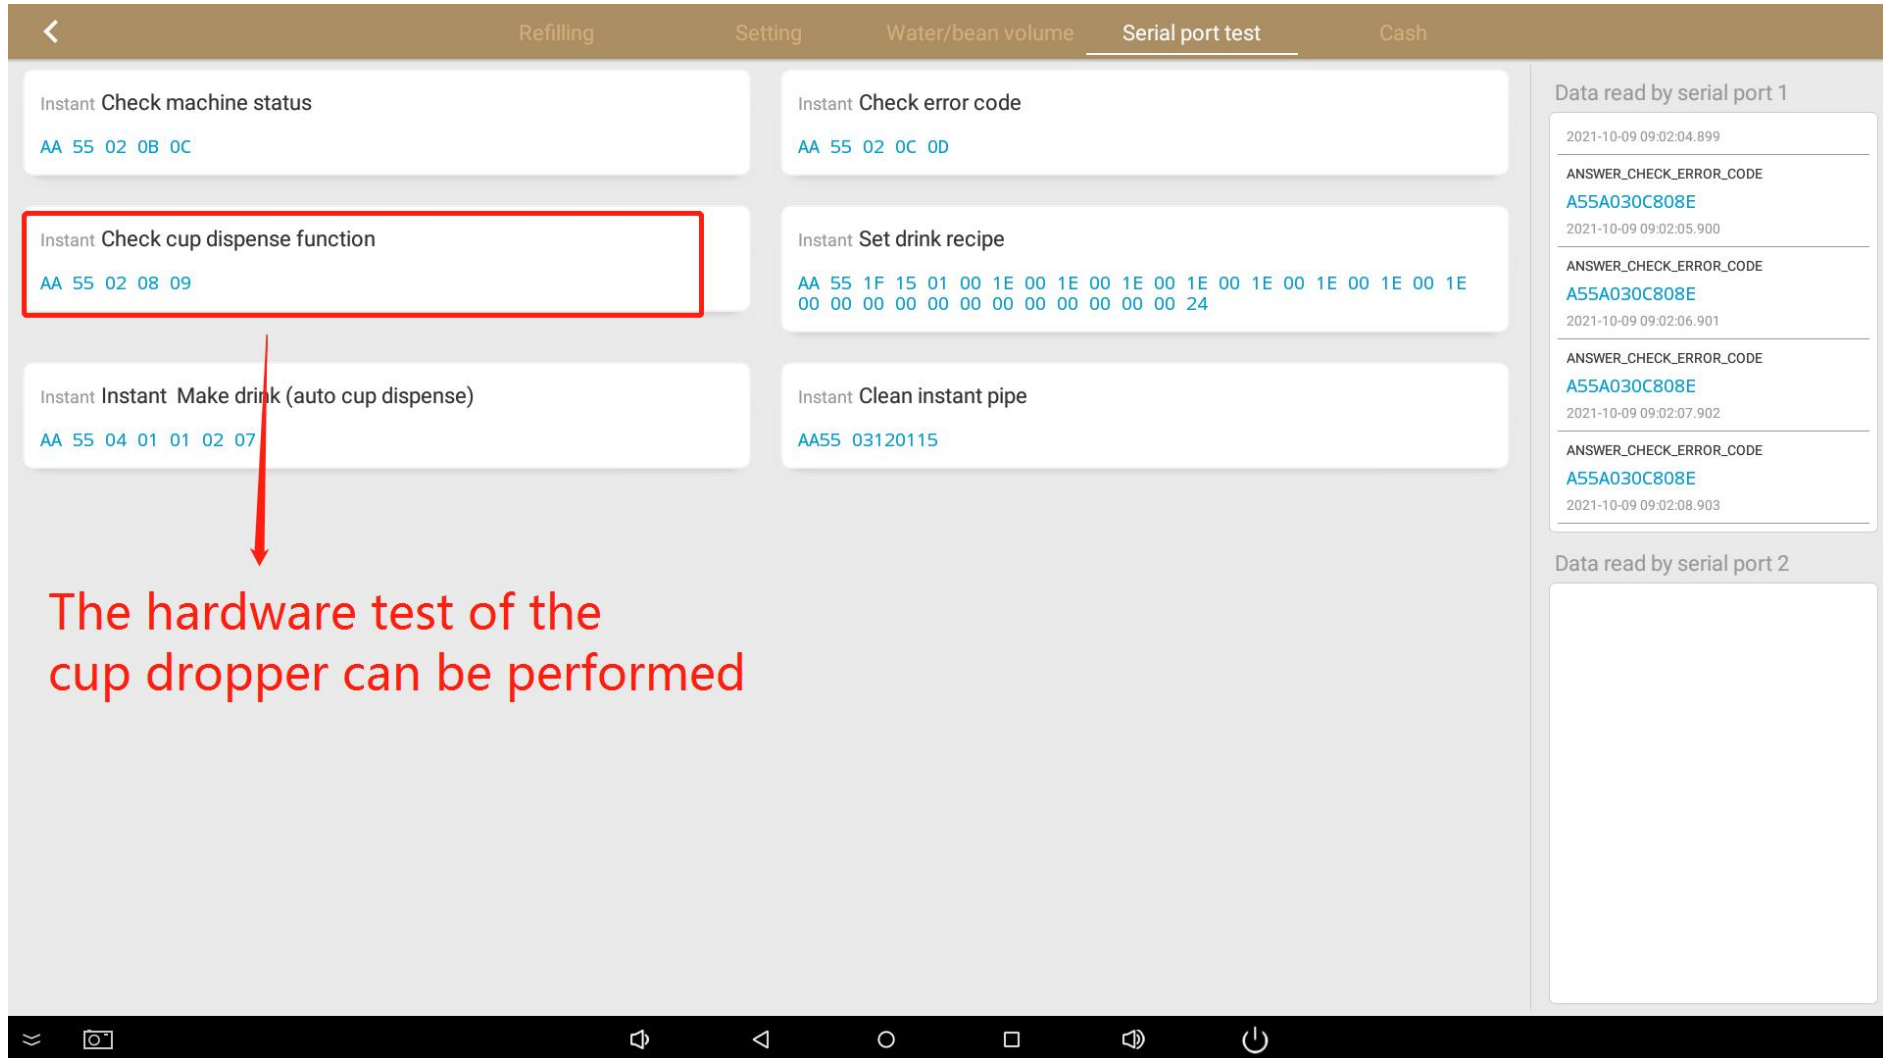 Refilling Setting Water/bean volume Serial port test Cash
Instant Check machine status
AA 55 02 0B 0C
Instant Check error code
AA 55 02 0C 0D
Instant Check cup dispense function
AA 55 02 08 09
Instant Set drink recipe
AA 55 1F 15 01 00 1E 00 1E 00 1E 00 1E 00 1E 00 1E 00 1E 00 1E
00 00 00 00 00 00 00 00 00 00 00 00 24
Instant Instant Make drink (auto cup dispense)
AA 55 04 01 01 02 07
Instant Clean instant pipe
AA55 03120115
The hardware test of the
cup dropper can be performed
Data read by serial port 1
2021-10-09 09:02:04.899
ANSWER_CHECK_ERROR_CODE
A55A030C808E
2021-10-09 09:02:05.900
ANSWER_CHECK_ERROR_CODE
A55A030C808E
2021-10-09 09:02:06.901
ANSWER_CHECK_ERROR_CODE
A55A030C808E
2021-10-09 09:02:07.902
ANSWER_CHECK_ERROR_CODE
A55A030C808E
2021-10-09 09:02:08.903
Data read by serial port 2